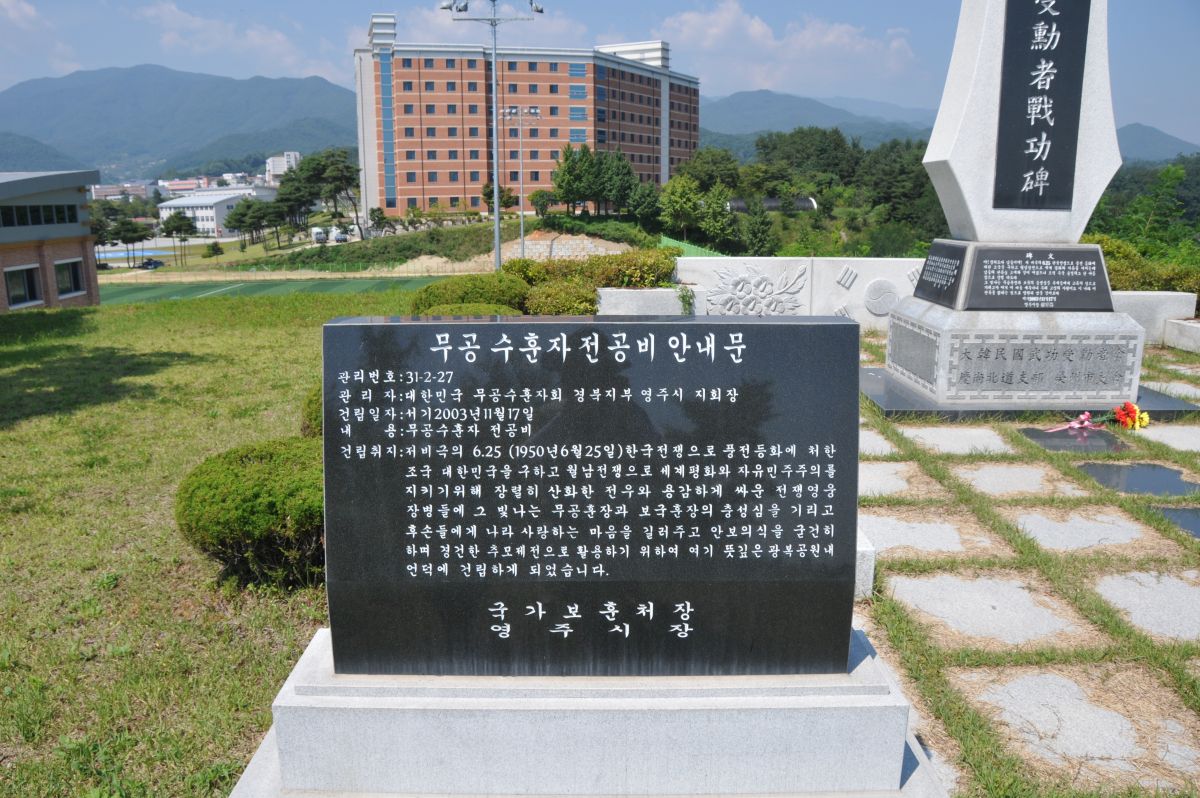 무공수훈자전공비안내문
관리번호:31-2-27
관 리 자:대한민국 무공수훈자회 경북지부 영주시 지회장
건립일자:서기2003년11월17일
내 용:무공수훈자 전공비
건립취지:저비극의 6.25 (1950년6월25일)한국전쟁으로 풍전등화에 처한
조국 대한민국을구하고 월남전쟁으로 세계평화와 자유민주주의를
지키기위해 장렬히 산화한 전우와 용감하게 싸운 전쟁영웅
장병들에 그 빛나는 무공훈장과 보국훈장의 충성심을 기리고
후손들에게 나라 사랑하는 마음을 길러주고 안보의식을 굳건히
하며 경건한 추모제전으로 활용하기 위하여 여기 뜻깊은광복공원내
언덕에 건립하게 되었습니다.
국가보훈처장
영주시장
受勳者戰功碑
비 문
大韓民國武功受勳者會
慶尙北道支部 榮州市支會